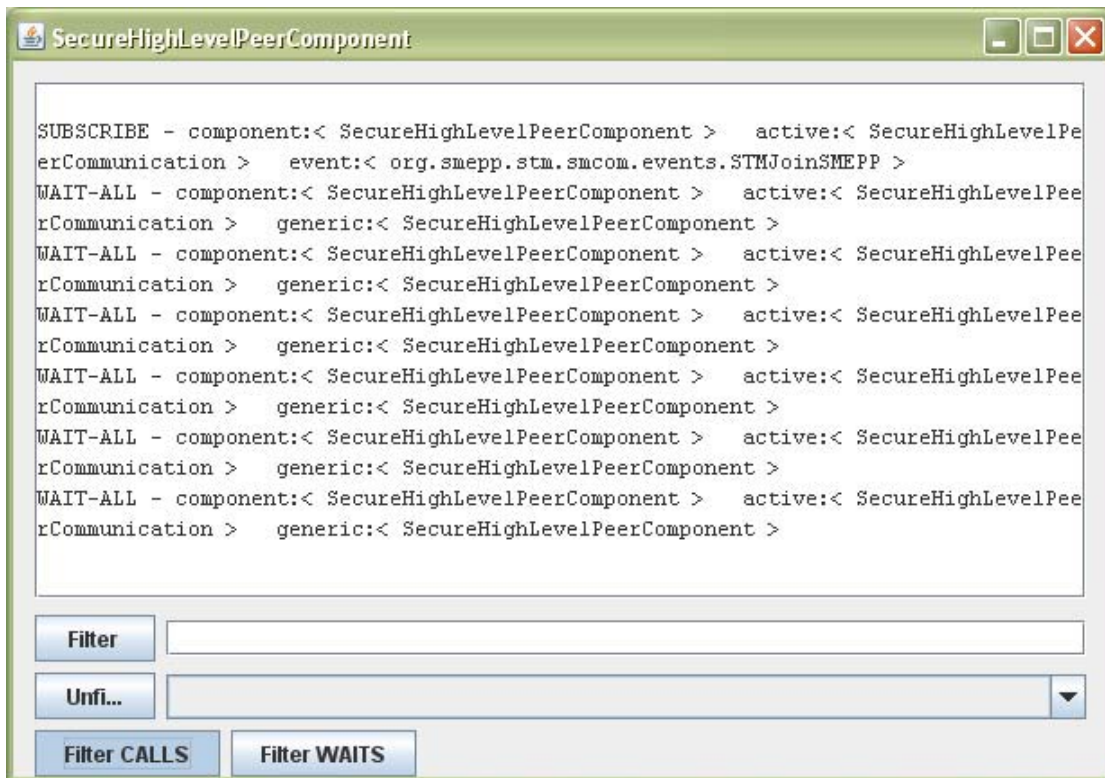 SecureHighLevelPeerComponent
SUBSCRIBE - component:< SecureHighLevelPeerComponent >   active:< SecureHighLevelPe
erCommunication >   event:< org.smepp.stm.smcom.events.STMJoinSMEPP >
WAIT-ALL - component:< SecureHighLevelPeerComponent >   active:< SecureHighLevelPee
rCommunication >   generic:< SecureHighLevelPeerComponent >
WAIT-ALL - component:< SecureHighLevelPeerComponent >   active:< SecureHighLevelPee
rCommunication >   generic:< SecureHighLevelPeerComponent >
WAIT-ALL - component:< SecureHighLevelPeerComponent >   active:< SecureHighLevelPee
rCommunication >   generic:< SecureHighLevelPeerComponent >
WAIT-ALL - component:< SecureHighLevelPeerComponent >   active:< SecureHighLevelPee
rCommunication >   generic:< SecureHighLevelPeerComponent >
WAIT-ALL - component:< SecureHighLevelPeerComponent >   active:< SecureHighLevelPee
rCommunication >   generic:< SecureHighLevelPeerComponent >
WAIT-ALL - component:< SecureHighLevelPeerComponent >   active:< SecureHighLevelPee
rCommunication >   generic:< SecureHighLevelPeerComponent >
Filter
Unfi...
Filter CALLS Filter WAITS